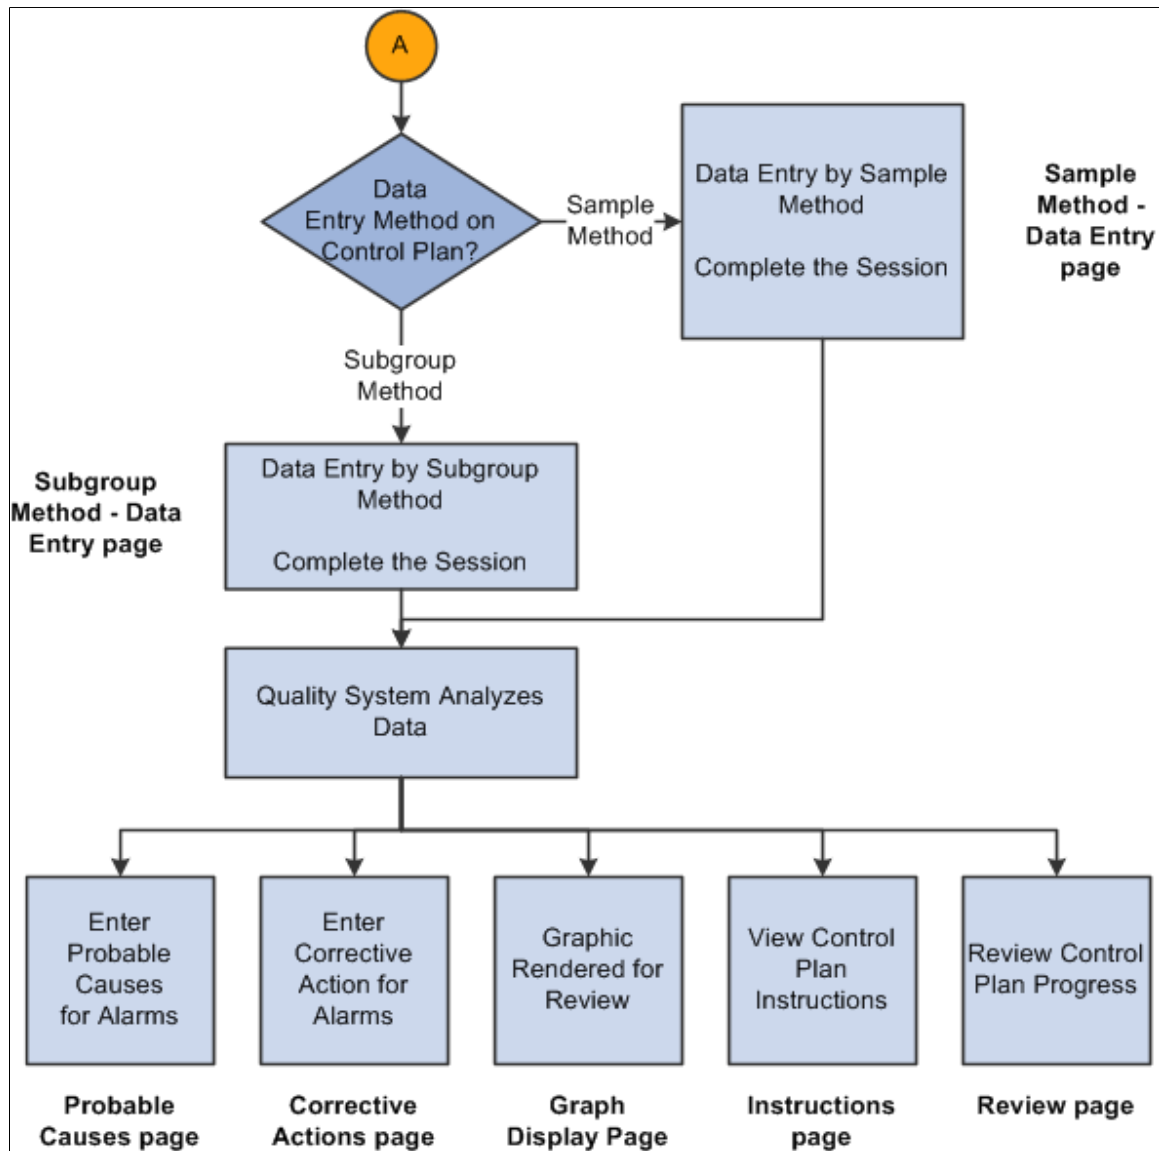 A
Data
Entry Method on
Control Plan?
Sample
Method
Data Entry by Sample
Method
Complete the Session
Sample
Method -
Data Entry
page
Subgroup
Method
Subgroup
Method - Data
Entry page
Data Entry by Subgroup
Method
Complete the Session
Quality System Analyzes
Data
Enter
Probable
Causes
for Alarms
Enter
Corrective
Action for
Alarms
Graphic
Rendered for
Review
View Control
Plan
Instructions
Review Control
Plan Progress
Probable
Causes page
Corrective
Actions page
Graph
Display Page
Instructions
page
Review page